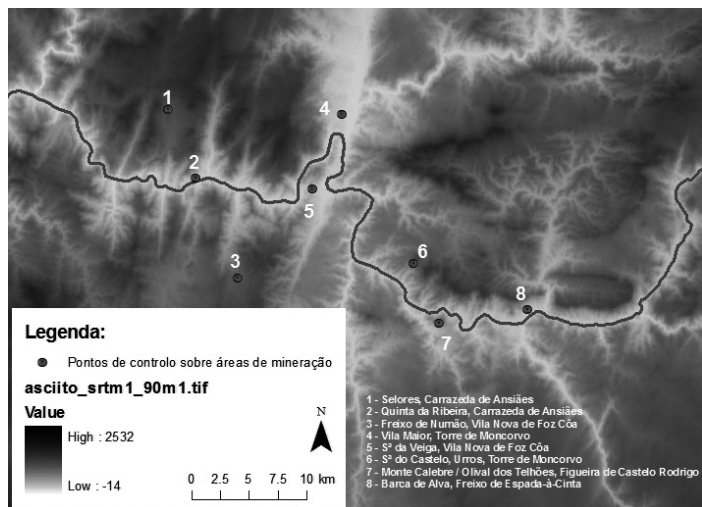 1
2
3
4
5
6
7
8
Legenda:
Pontos de controlo sobre áreas de mineração
asciito_srtm1_90m1.tif
Value
High : 2532
Low : -14
N
0 2.5 5 10 km
1 - Selores, Carrazeda de Ansiães
2 - Quinta da Ribeira, Carrazeda de Ansiães
3 - Freixo de Numão, Vila Nova de Foz Côa
4 - Vila Maior, Torre de Moncorvo
5 - Sª da Veiga, Vila Nova de Foz Côa
6 - Sª do Castelo, Urros, Torre de Moncorvo
7 - Monte Calebre / Olival dos Telhões, Figueira de Castelo Rodrigo
8 - Barca de Alva, Freixo de Espada-à-Cinta